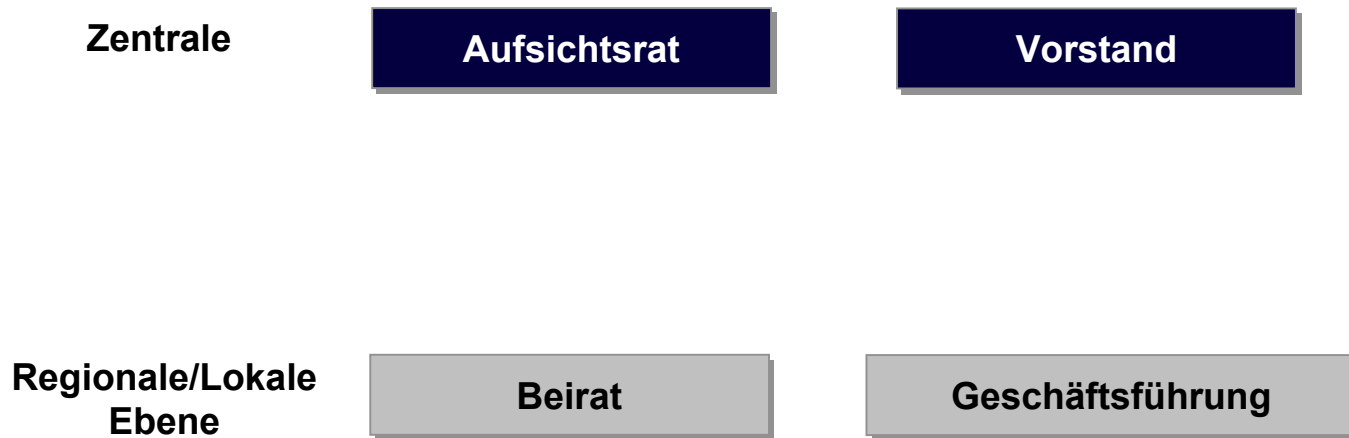 Zentrale
Aufsichtsrat
Vorstand
Regionale/Lokale
Ebene
Beirat
Geschäftsführung